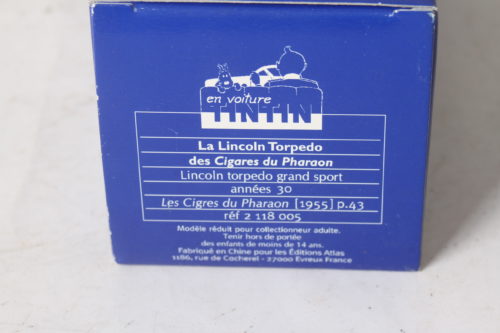 en voiture
TINTIN
La Lincoln Torpedo
des Cigares du Pharaon
Lincoln torpedo grand sport
années 30
Les Cigres du Pharaon [1955] p.43
réf 2 118 005
Modèle réduit pour collectionneur adulte.
Tenir hors de portée
des enfants de moins de 14 ans.
Fabriqué en Chine pour les Éditions Atlas
1186, rue de Cocherel - 27000 Evreux France